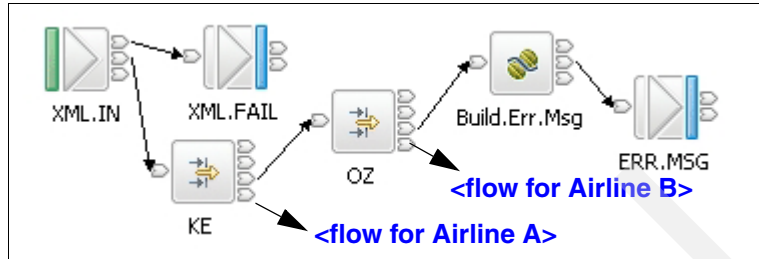 XML.IN
XML.FAIL
Build.Err.Msg
ERR.MSG
OZ
<flow for Airline B>
KE
<flow for Airline A>